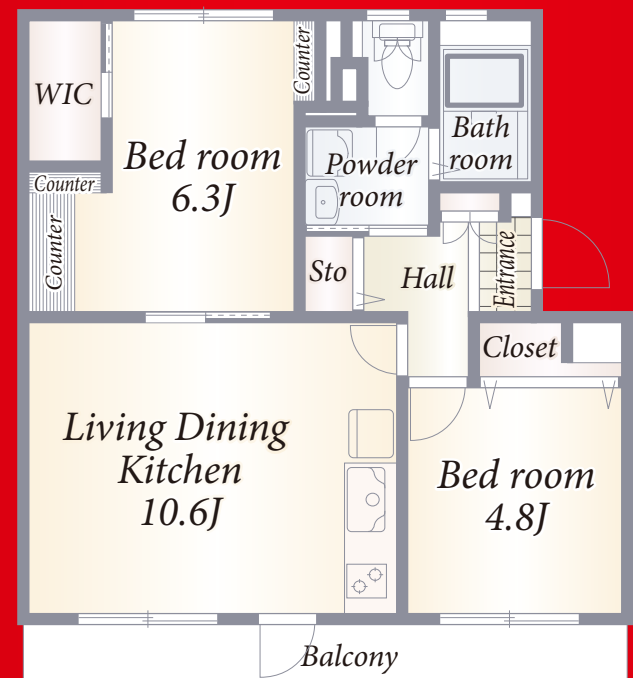 WIC
Bed room
6.3J
Counter
Counter
Counter
Powder
room
Bath
room
Sto
Hall
Entrance
Closet
Living Dining
Kitchen
10.6J
Bed room
4.8J
Balcony